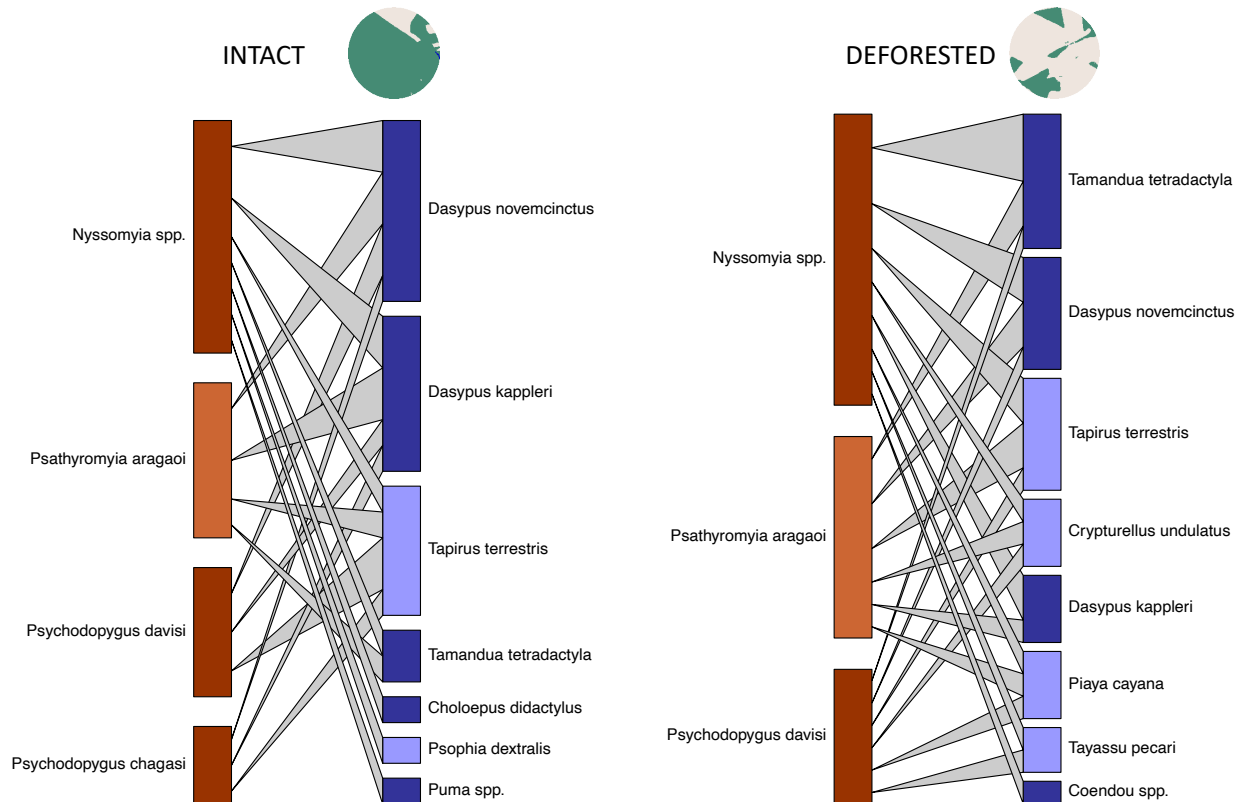 INTACT
Nyssomyia spp.
Psathyromyia aragaoi
Psychodopygus davisi
Psychodopygus chagasi
Dasypus novemcinctus
Dasypus kappleri
Tapirus terrestris
Tamandua tetradactyla
Choloepus didactylus
Psophia dextralis
Puma spp.
DEFORESTED
Nyssomyia spp.
Psathyromyia aragaoi
Psychodopygus davisi
Tamandua tetradactyla
Dasypus novemcinctus
Tapirus terrestris
Crypturellus undulatus
Dasypus kappleri
Piaya cayana
Tayassu pecari
Coendou spp.